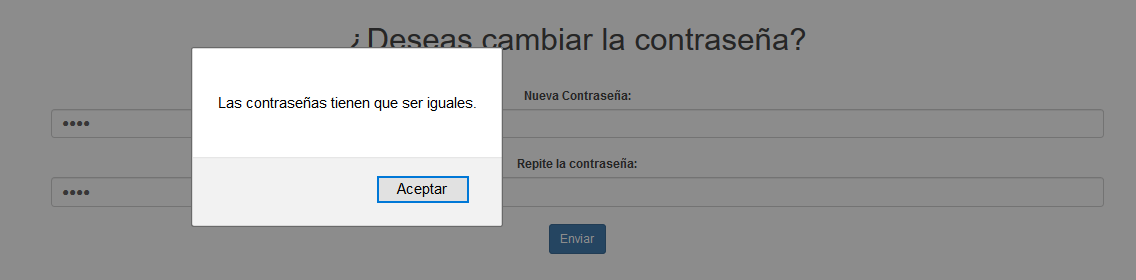 ¿Deseas cambiar la contraseña?
Las contraseñas tienen que ser iguales.
Aceptar
Nueva Contraseña:
••••
Repite la contraseña:
••••
Enviar